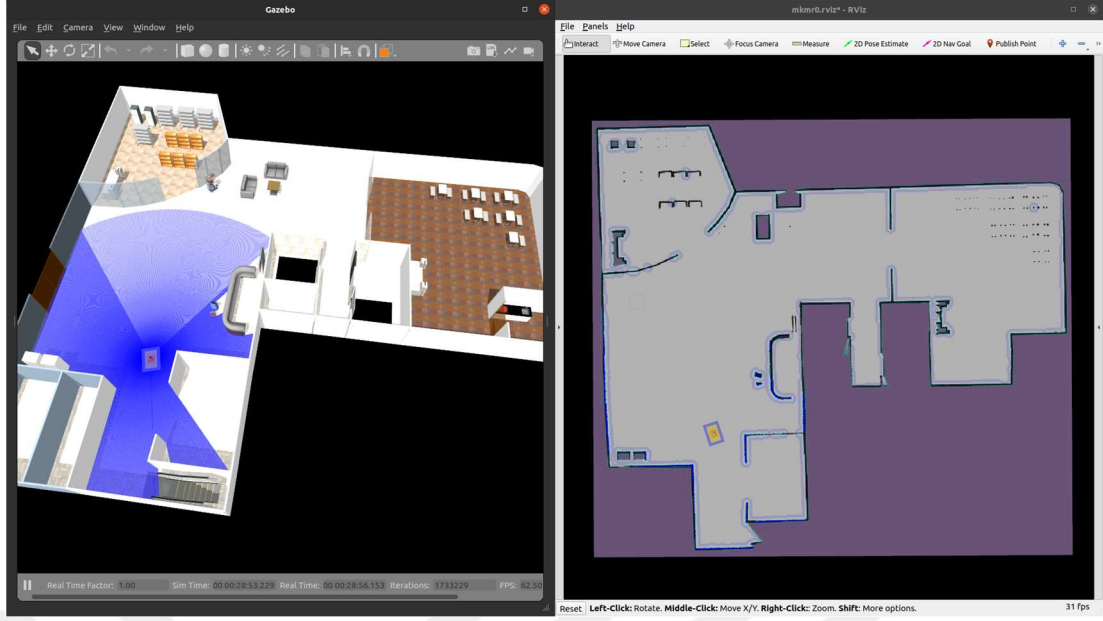 Gazebo
File Edit Camera View Window Help
Real Time Factor: 1.00 Sim Time: 00 00:28:53.229 Real Time: 00 00:28:56.153 Iterations: 1733229 FPS: 62.50
mkmr0.rviz* - RViz
File Panels Help
Interact Move Camera Select Focus Camera Measure 2D Pose Estimate 2D Nav Goal Publish Point
Reset Left-Click: Rotate. Middle-Click: Move X/Y. Right-Click:: Zoom. Shift: More options. 31 fps